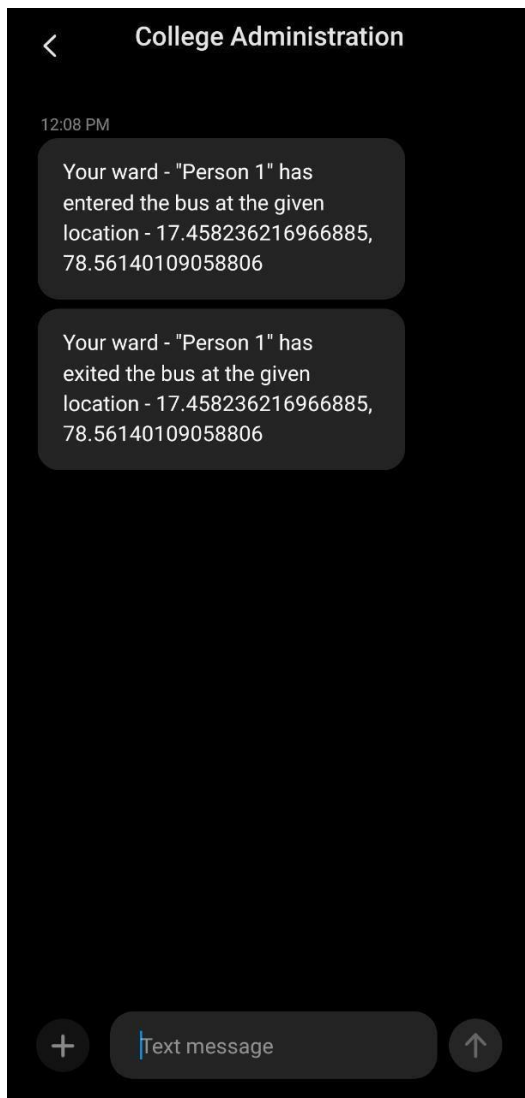 College Administration
12:08 PM
Your ward - "Person 1" has
entered the bus at the given
location - 17.458236216966885,
78.56140109058806
Your ward - "Person 1" has
exited the bus at the given
location - 17.458236216966885,
78.56140109058806
Text message